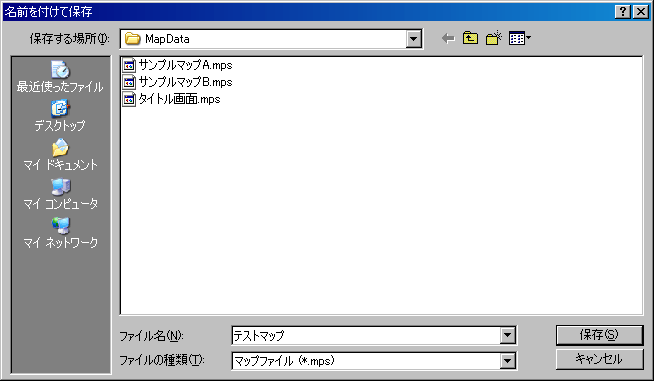 名前を付けて保存
保存する場所(I):
MapData
最近使ったファイル
デスクトップ
マイ ドキュメント
マイ コンピュータ
マイ ネットワーク
サンプルマップA.mps
サンプルマップB.mps
タイトル画面.mps
ファイル名(N):
テストマップ
保存(S)
ファイルの種類(T):
マップファイル (*.mps)
キャンセル